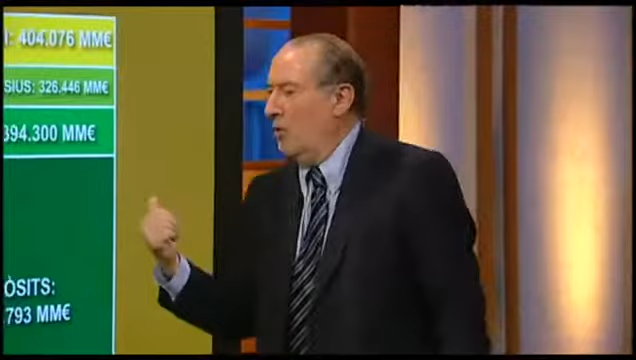 I: 404.076 MM€
SIUS: 326.446 MM€
394.300 MM€
ÒSITS:
.793 MM€